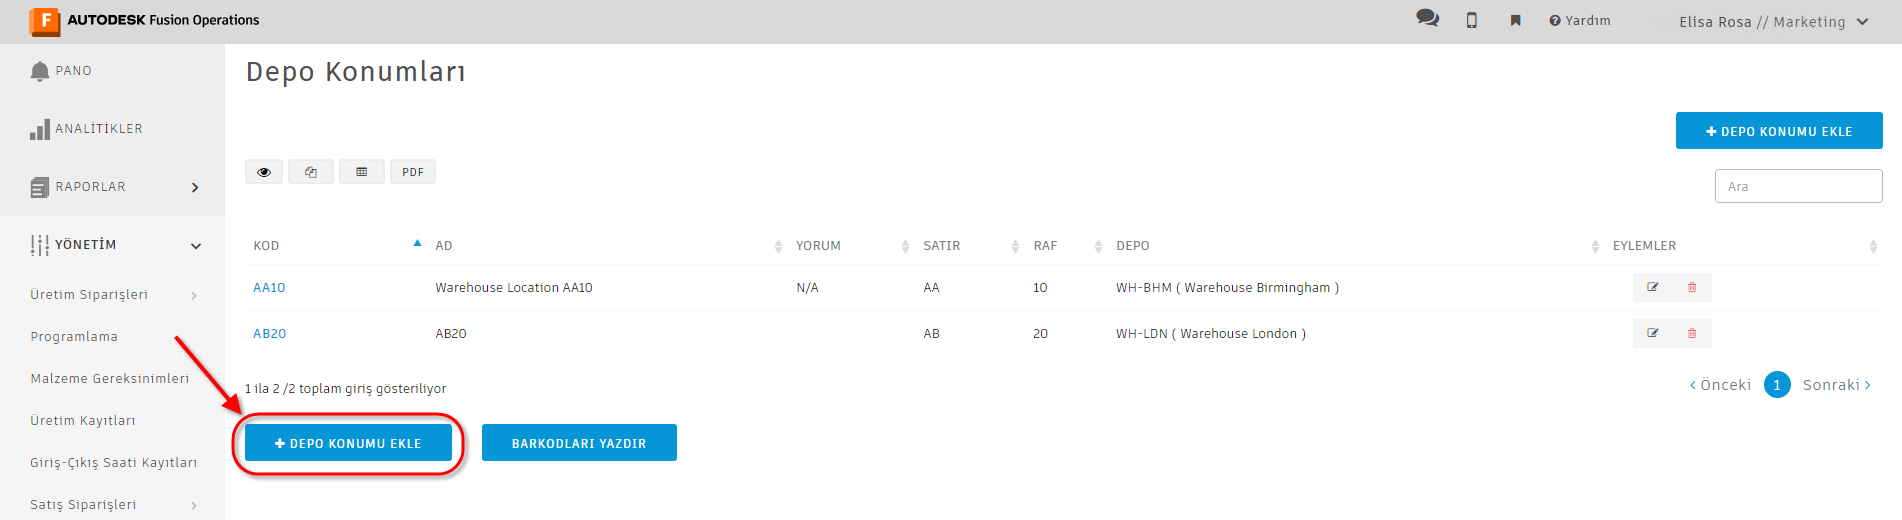 AUTODESK Fusion Operations
Yardım
Elisa Rosa // Marketing
PANO
ANALİTİKLER
RAPORLAR
YÖNETİM
Üretim Siparişleri
Programlama
Malzeme Gereksinimleri
Üretim Kayıtları
Giriş-Çıkış Saati Kayıtları
Satış Siparişleri
Depo Konumları
+ DEPO KONUMU EKLE
PDF
Ara
KOD AD YORUM SATIR RAF DEPO EYLEMLER
AA10 Warehouse Location AA10 N/A AA 10 WH-BHM ( Warehouse Birmingham )
AB20 AB20 AB 20 WH-LDN ( Warehouse London )
1 ila 2 /2 toplam giriş gösteriliyor
< Önceki 1 Sonraki >
+ DEPO KONUMU EKLE BARKODLARI YAZDIR